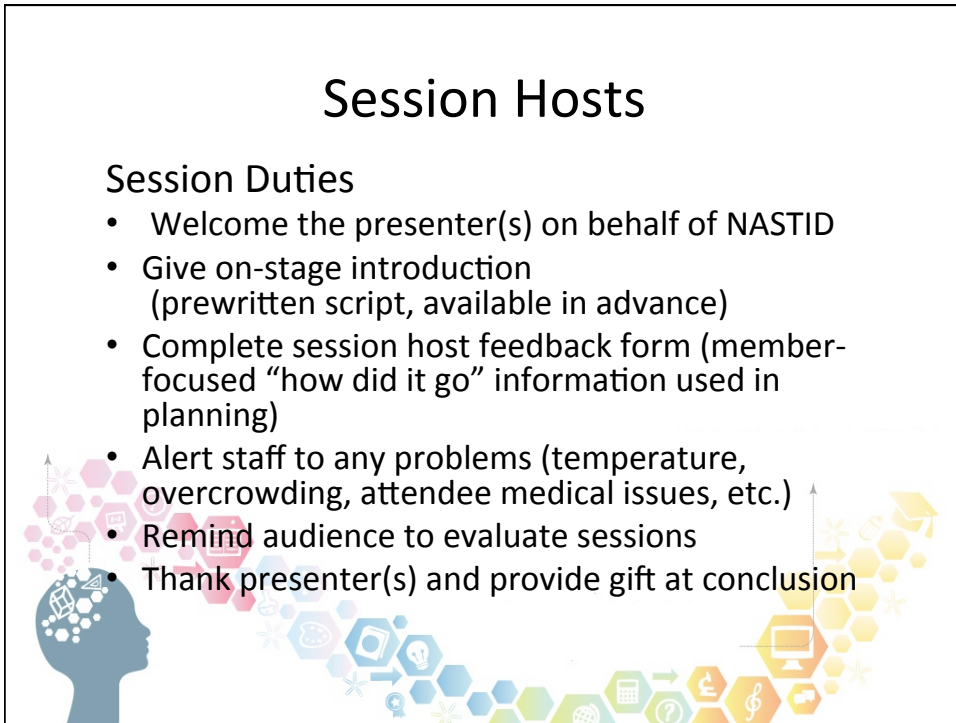 Session Hosts
Session Duties
• Welcome the presenter(s) on behalf of NASTID
• Give on-stage introduction
(prewritten script, available in advance)
• Complete session host feedback form (member-
focused “how did it go” information used in
planning)
• Alert staff to any problems (temperature,
overcrowding, attendee medical issues, etc.)
• Remind audience to evaluate sessions
• Thank presenter(s) and provide gift at conclusion